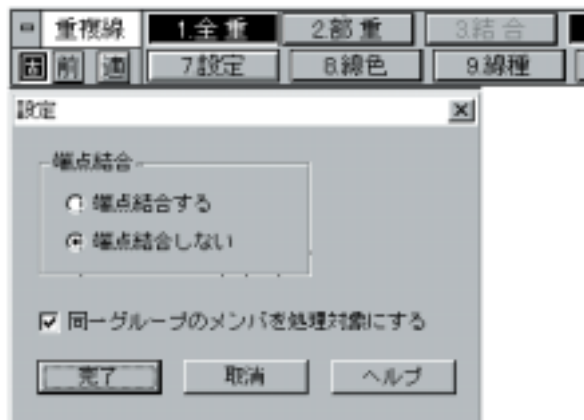 重複線 1.全重 2.部重 3.結合
前 適 7.設定 8.線色 9.線種
設定
端点結合
端点結合する
端点結合しない
同一グループのメンバを処理対象にする
完了 取消 ヘルプ